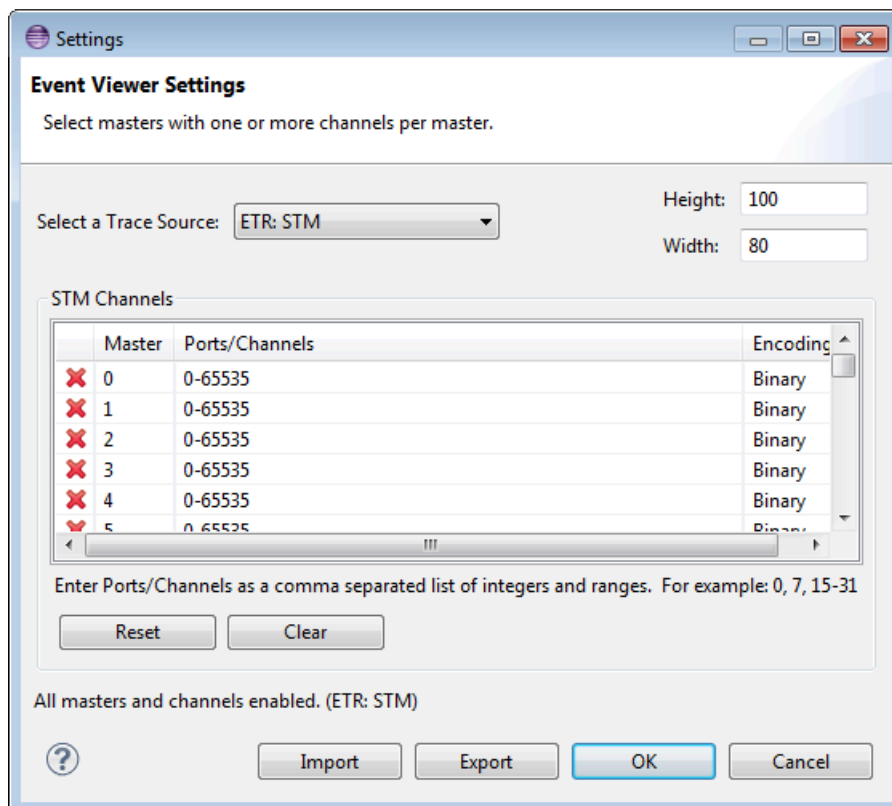 Settings
Event Viewer Settings
Select masters with one or more channels per master.
Select a Trace Source: ETR: STM
Height: 100
Width: 80
STM Channels
Master Ports/Channels Encoding
0 0-65535 Binary
1 0-65535 Binary
2 0-65535 Binary
3 0-65535 Binary
4 0-65535 Binary
5 0-65535 Binary
Enter Ports/Channels as a comma separated list of integers and ranges. For example: 0, 7, 15-31
Reset Clear
All masters and channels enabled. (ETR: STM)
Import Export OK Cancel